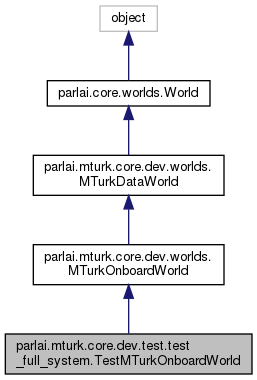 object
parlai.core.worlds.World
parlai.mturk.core.dev.worlds.
MTurkDataWorld
parlai.mturk.core.dev.worlds.
MTurkOnboardWorld
parlai.mturk.core.dev.test.test
_full_system.TestMTurkOnboardWorld